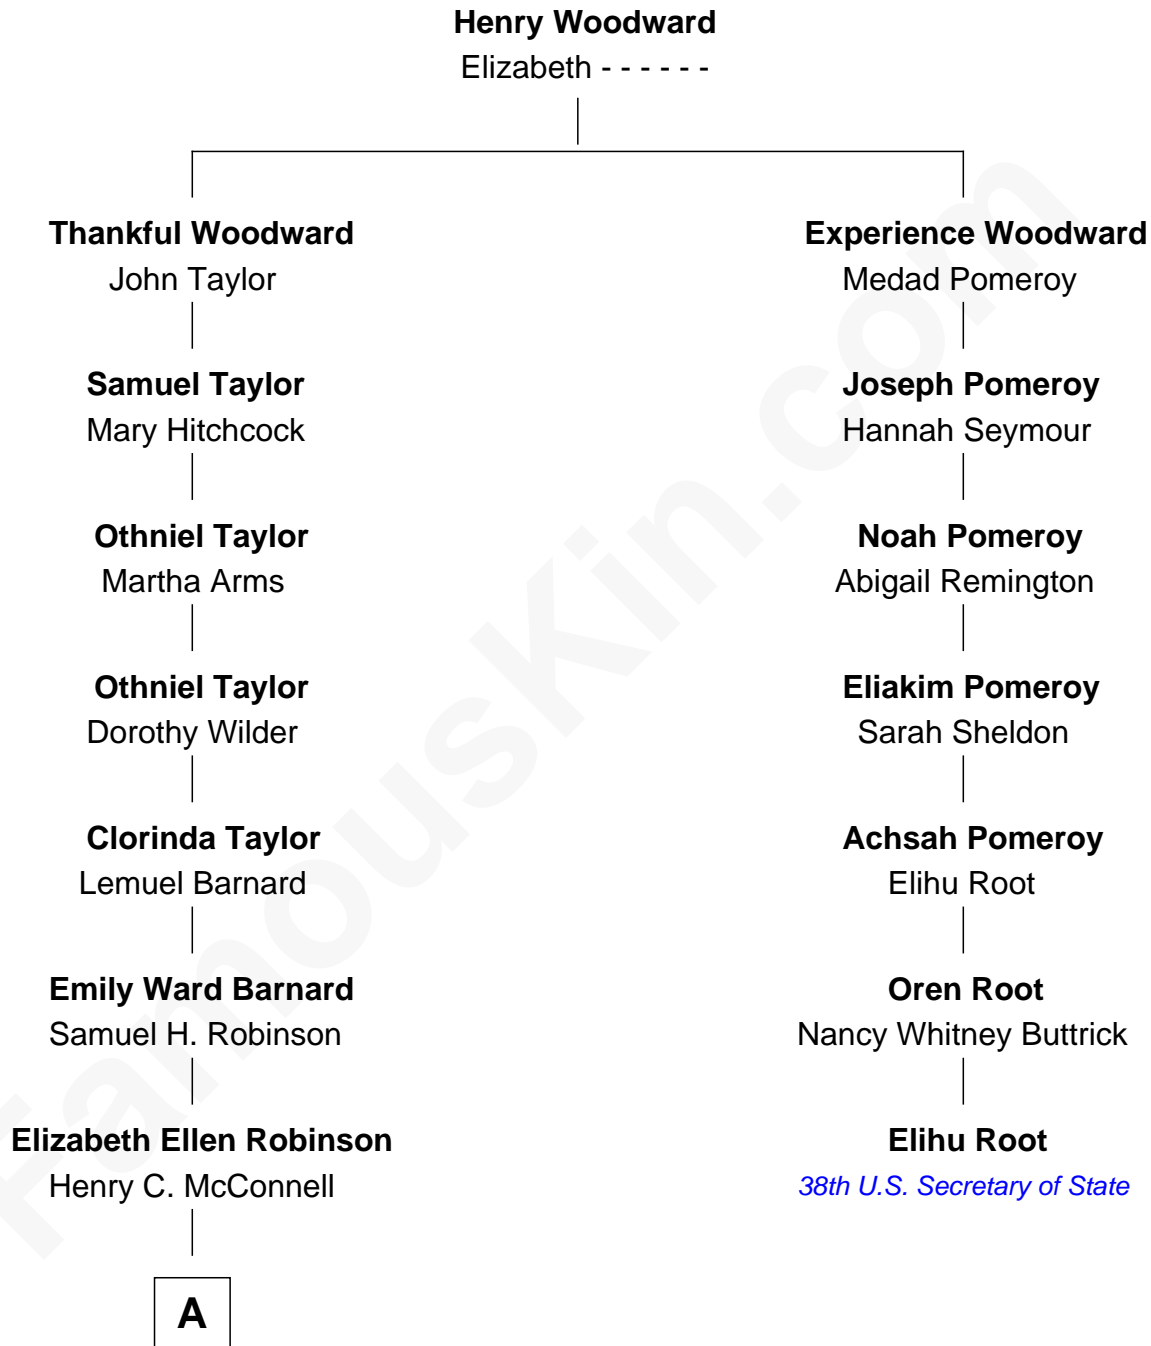 Henry Woodward
Elizabeth - - - - - -
Thankful Woodward
John Taylor
Experience Woodward
Medad Pomeroy
Samuel Taylor
Mary Hitchcock
Joseph Pomeroy
Hannah Seymour
Othniel Taylor
Martha Arms
Noah Pomeroy
Abigail Remington
Othniel Taylor
Dorothy Wilder
Eliakim Pomeroy
Sarah Sheldon
Clorinda Taylor
Lemuel Barnard
Achsah Pomeroy
Elihu Root
Emily Ward Barnard
Samuel H. Robinson
Oren Root
Nancy Whitney Buttrick
Elizabeth Ellen Robinson
Henry C. McConnell
Elihu Root
38th U.S. Secretary of State
A
FamousKin.com